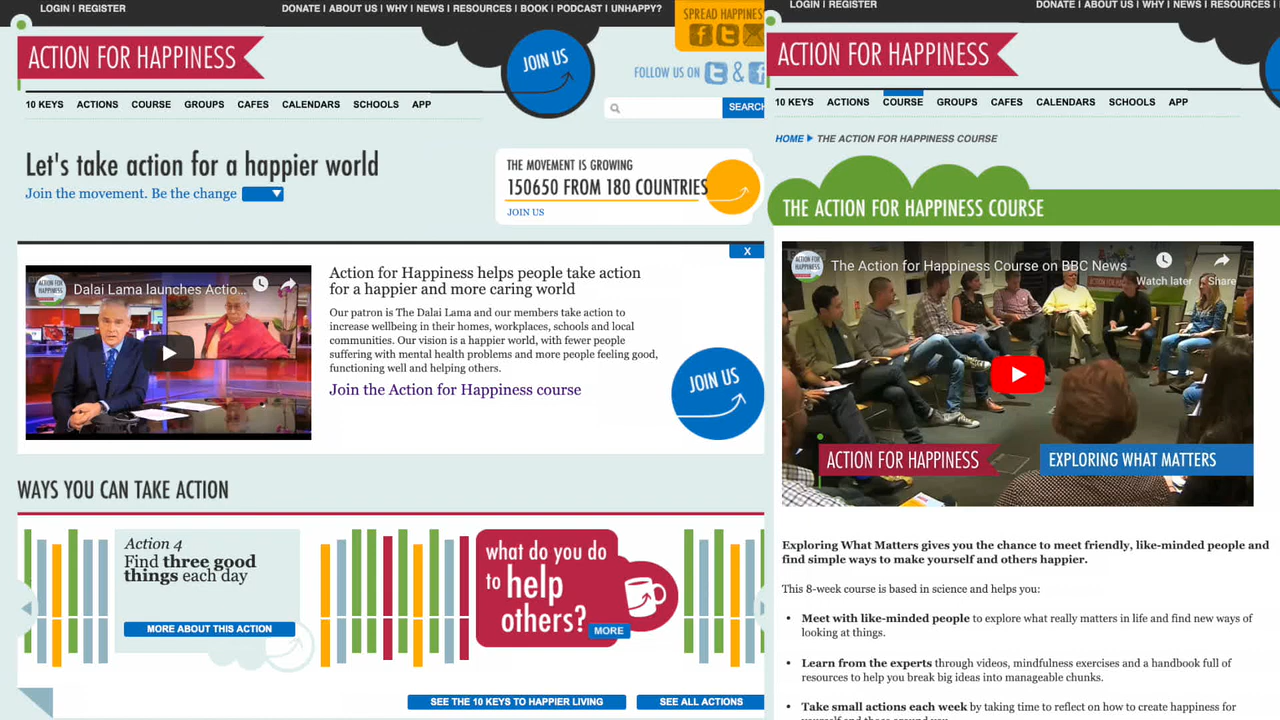 LOGIN | REGISTER
DONATE | ABOUT US | WHY | NEWS | RESOURCES | BOOK | PODCAST | UNHAPPY?
SPREAD HAPPINES
ACTION FOR HAPPINESS
JOIN US
FOLLOW US ON
&
10 KEYS ACTIONS COURSE GROUPS CAFES CALENDARS SCHOOLS APP
SEARCH
Let's take action for a happier world
Join the movement. Be the change
THE MOVEMENT IS GROWING
150650 FROM 180 COUNTRIES
JOIN US
X
ACTION FOR HAPPINESS
Dalai Lama launches Actio...
Action for Happiness helps people take action
for a happier and more caring world
Our patron is The Dalai Lama and our members take action to
increase wellbeing in their homes, workplaces, schools and local
communities. Our vision is a happier world, with fewer people
suffering with mental health problems and more people feeling good,
functioning well and helping others.
Join the Action for Happiness course
JOIN US
WAYS YOU CAN TAKE ACTION
Action 4
Find three good
things each day
MORE ABOUT THIS ACTION
what do you do
to help
others?
MORE
SEE THE 10 KEYS TO HAPPIER LIVING
SEE ALL ACTIONS
LOGIN | REGISTER
DONATE | ABOUT US | WHY | NEWS | RESOURCES |
ACTION FOR HAPPINESS
10 KEYS ACTIONS COURSE GROUPS CAFES CALENDARS SCHOOLS APP
HOME THE ACTION FOR HAPPINESS COURSE
THE ACTION FOR HAPPINESS COURSE
ACTION FOR HAPPINESS
The Action for Happiness Course on BBC News
Watch later
Share
ACTION FOR HAPPINESS
EXPLORING WHAT MATTERS
Exploring What Matters gives you the chance to meet friendly, like-minded people and
find simple ways to make yourself and others happier.
This 8-week course is based in science and helps you:
• Meet with like-minded people to explore what really matters in life and find new ways of
looking at things.
• Learn from the experts through videos, mindfulness exercises and a handbook full of
resources to help you break big ideas into manageable chunks.
• Take small actions each week by taking time to reflect on how to create happiness for